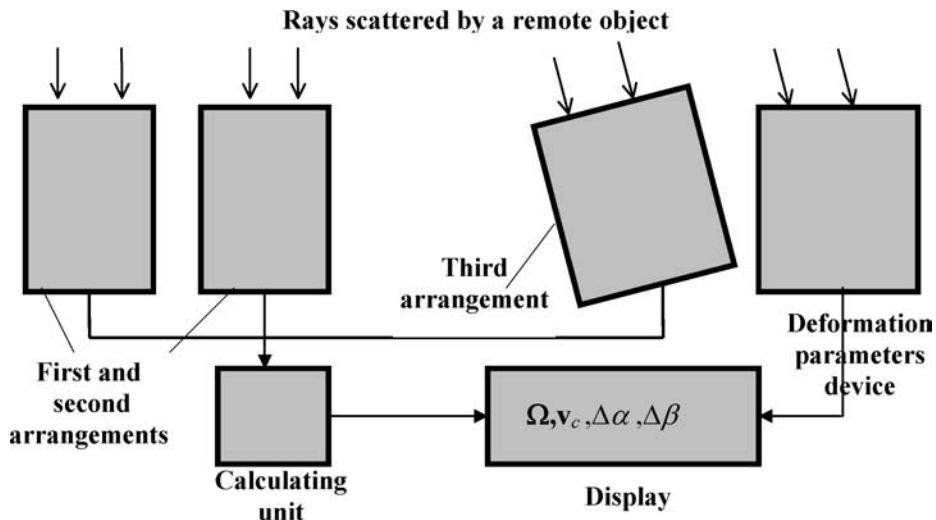 Rays scattered by a remote object
Third
arrangement
Deformation
parameters
device
First and
second
arrangements
Ω,v_c ,Δα ,Δβ
Calculating
unit
Display